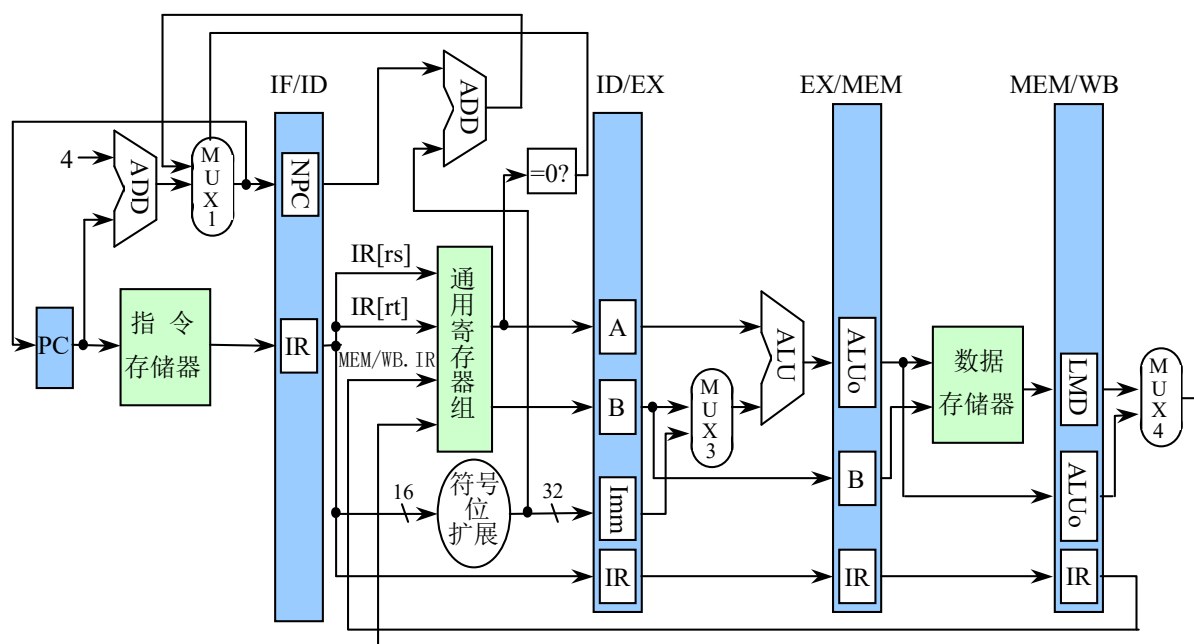 IF/ID
ID/EX
EX/MEM
MEM/WB
4
ADD
MUX1
NPC
ADD
=0?
PC
指令
存储器
IR
IR[rs]
IR[rt]
MEM/WB.IR
通用寄存器组
16
符号
位
扩展
32
A
B
Imm
IR
MUX3
ALU
ALUo
B
IR
数据
存储器
LMD
ALUo
IR
MUX4